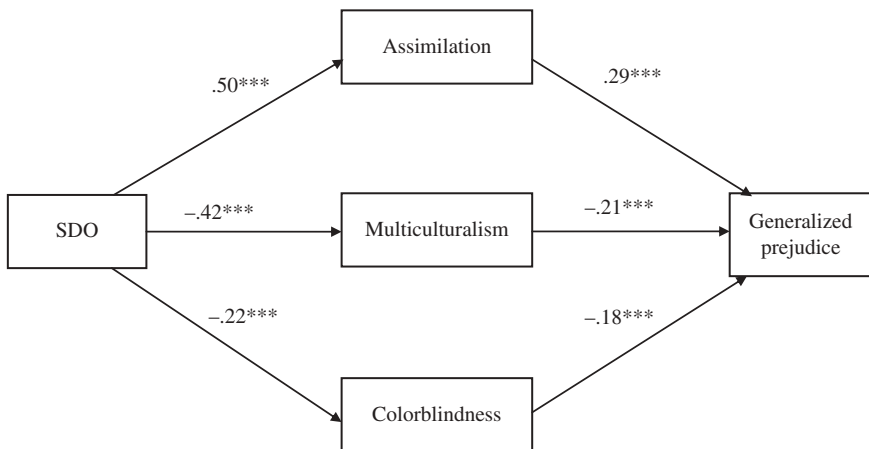 Assimilation
.50***
.29***
SDO
–.42***
Multiculturalism
–.21***
Generalized
prejudice
–.22***
–.18***
Colorblindness